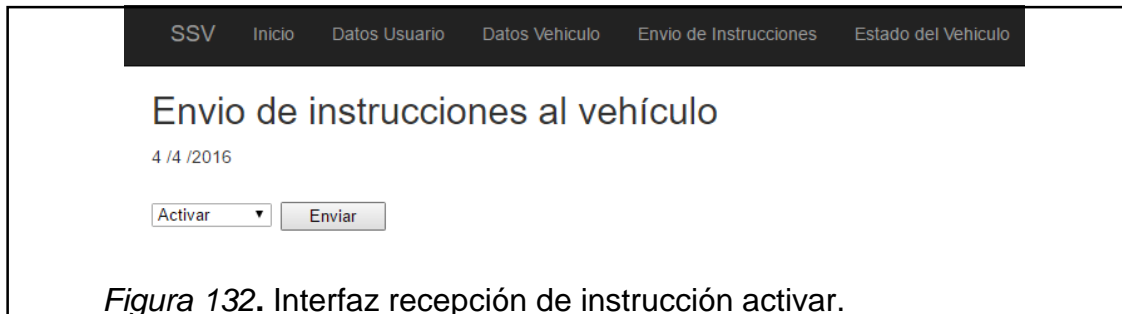 SSV Inicio Datos Usuario Datos Vehiculo Envio de Instrucciones Estado del Vehiculo
Envio de instrucciones al vehículo
4 /4 /2016
Activar Enviar
Figura 132. Interfaz recepción de instrucción activar.